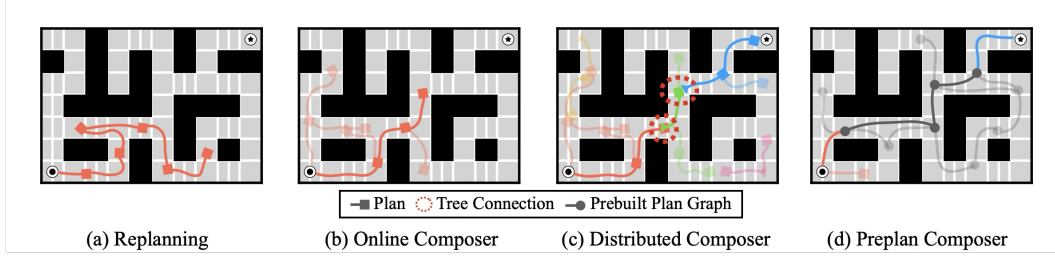 Plan Tree Connection Prebuilt Plan Graph
(a) Replanning (b) Online Composer (c) Distributed Composer (d) Preplan Composer